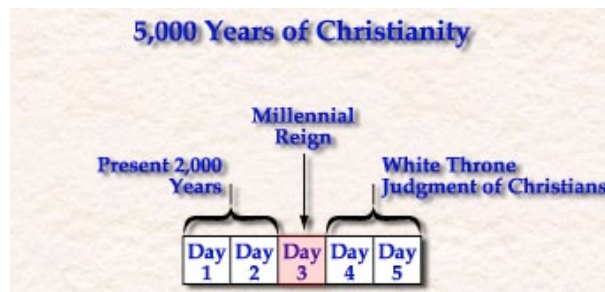 5,000 Years of Christianity
Millennial
Reign
Present 2,000
Years
White Throne
Judgment of Christians
Day
1
Day
2
Day
3
Day
4
Day
5